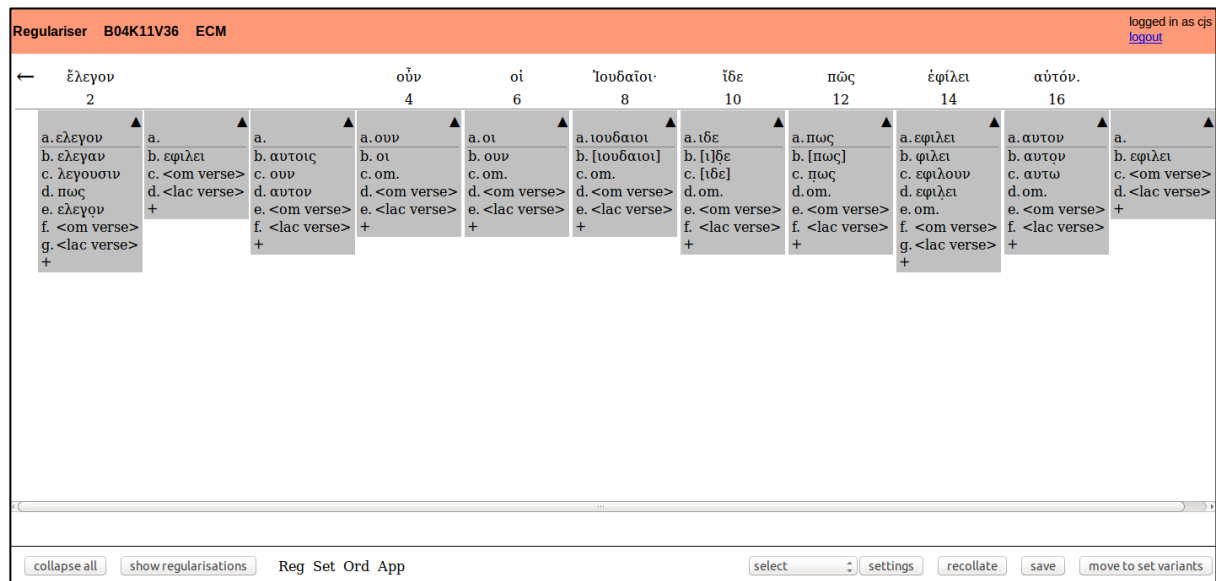 Regulariser B04K11V36 ECM
logged in as cjs
logout
← ἔλεγον οὖν οἱ Ἰουδαῖοι· ἴδε πῶς ἐφίλει αὐτόν.
2 4 6 8 10 12 14 16
▲ ▲ ▲ ▲ ▲ ▲ ▲ ▲ ▲ ▲ ▲
a. ελεγον a. a. a. ουν a. οι a. ιουδαιοι a. ιδε a. πως a. εφιλει a. αυτον a.
b. ελεγαν b. εφιλει b. αυτοις b. οι b. ουν b. [ιουδαιοι] b. [ι]δ̣ε b. [πως] b. φιλει b. αυτο̣ν b. εφιλει
c. λεγουσιν c. <om verse> c. ουν c. om. c. om. c. om. c. [ιδε] c. π̣ως c. εφιλουν c. αυτω c. <om verse>
d. πως d. <lac verse> d. αυτον d. <om verse> d. <om verse> d. <om verse> d. om. d. om. d. εφιλ̣ει d. om. d. <lac verse>
e. ελεγο̣ν + e. <om verse> e. <lac verse> e. <lac verse> e. <lac verse> e. <om verse> e. <om verse> e. om. e. <om verse> +
f. <om verse> f. <lac verse> + + + f. <lac verse> f. <lac verse> f. <om verse> f. <lac verse>
g. <lac verse> + + + g. <lac verse> +
+ +
collapse all show regularisations Reg Set Ord App select settings recollate save move to set variants